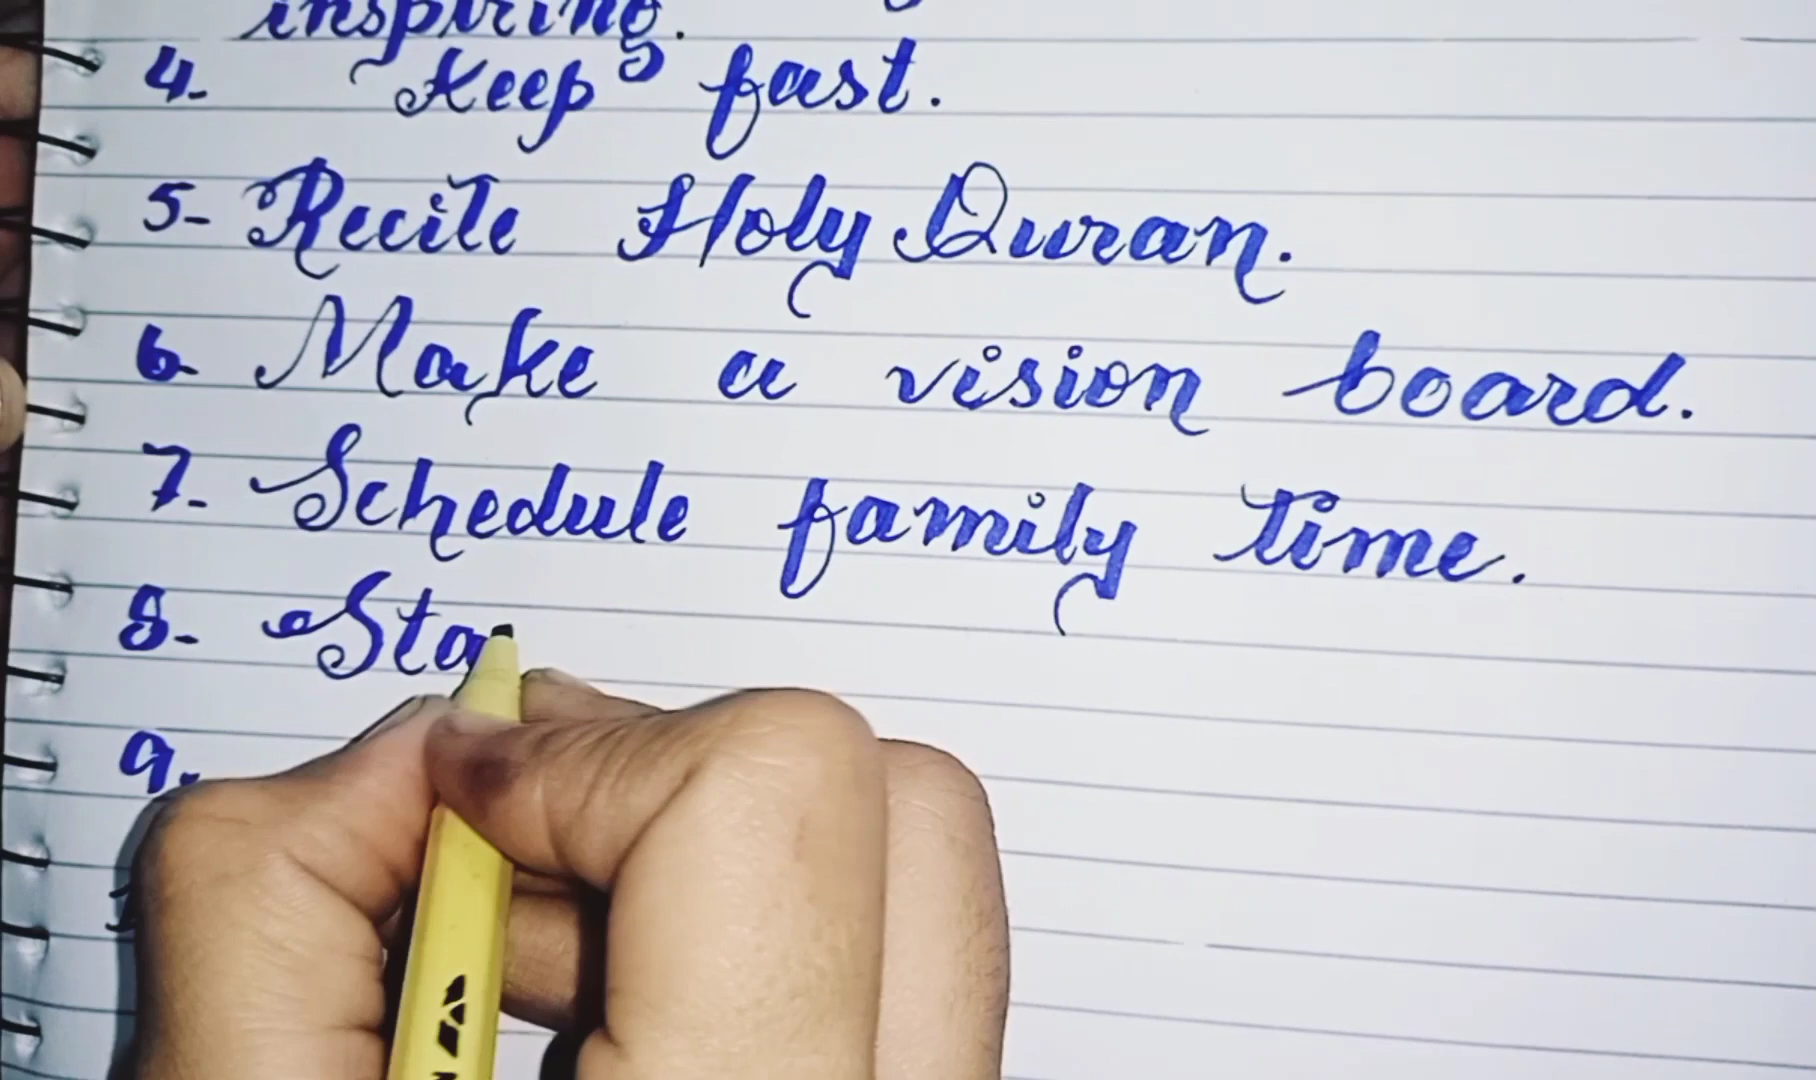 inspiring.
4- Keep fast.
5- Recite Holy Quran.
6- Make a vision board.
7- Schedule family time.
8- Sta
9-